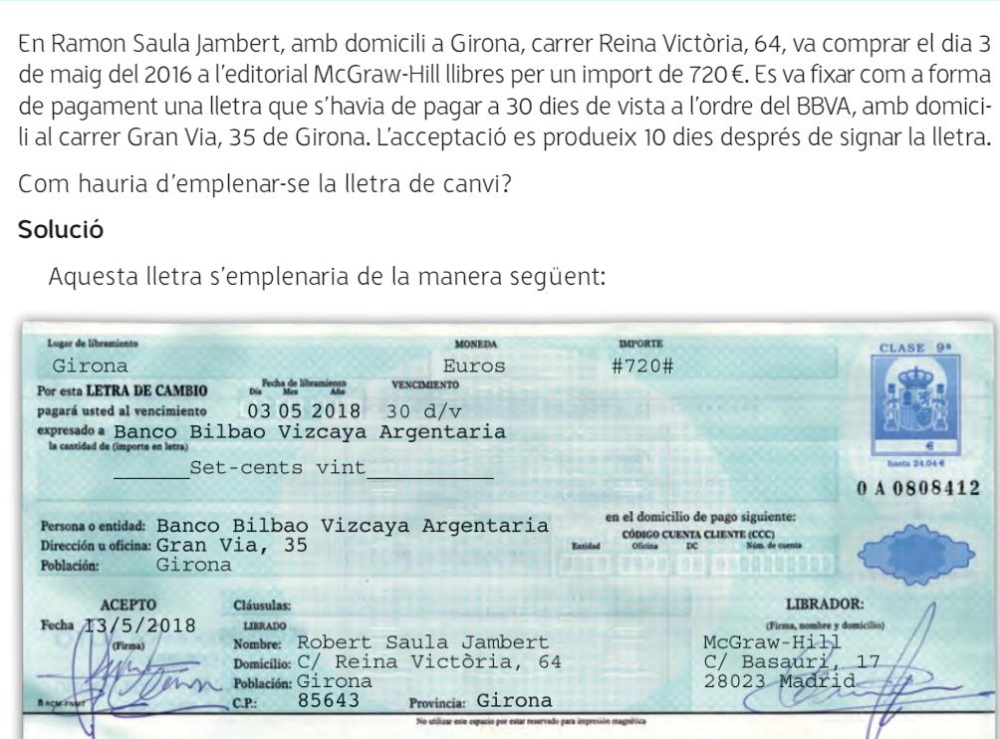 En Ramon Saula Jambert, amb domicili a Girona, carrer Reina Victòria, 64, va comprar el dia 3
de maig del 2016 a l'editorial McGraw-Hill llibres per un import de 720 €. Es va fixar com a forma
de pagament una lletra que s'havia de pagar a 30 dies de vista a l'ordre del BBVA, amb domici-
li al carrer Gran Via, 35 de Girona. L'acceptació es produeix 10 dies després de signar la lletra.
Com hauria d'emplenar-se la lletra de canvi?
Solució
Aquesta lletra s'emplenaria de la manera següent:
Lugar de libramiento MONEDA IMPORTE
Girona Euros #720#
CLASE 9ª
Por esta LETRA DE CAMBIO Fecha de libramiento VENCIMIENTO
Día Mes Año
pagará usted al vencimiento 03 05 2018 30 d/v
expresado a Banco Bilbao Vizcaya Argentaria
la cantidad de (importe en letra)
Set-cents vint
€
hasta 24.04 €
0 A 0808412
Persona o entidad: Banco Bilbao Vizcaya Argentaria en el domicilio de pago siguiente:
CÓDIGO CUENTA CLIENTE (CCC)
Dirección u oficina: Gran Via, 35 Entidad Oficina DC Núm. de cuenta
Población: Girona
ACEPTO Cláusulas: LIBRADOR:
Fecha 13/5/2018 LIBRADO (Firma, nombre y domicilio)
(Firma) Nombre: Robert Saula Jambert McGraw-Hill
Domicilio: C/ Reina Victòria, 64 C/ Basauri, 17
Población: Girona 28023 Madrid
C.P.: 85643 Provincia: Girona
No utilizar este espacio por estar reservado para impresión magnética